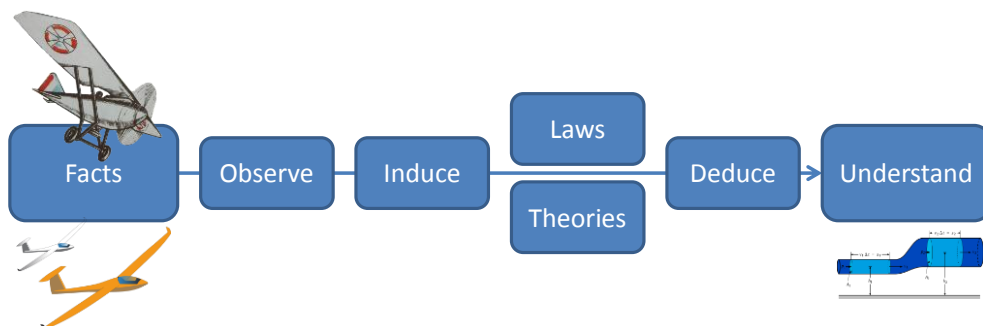 Facts
Observe
Induce
Laws
Theories
Deduce
Understand